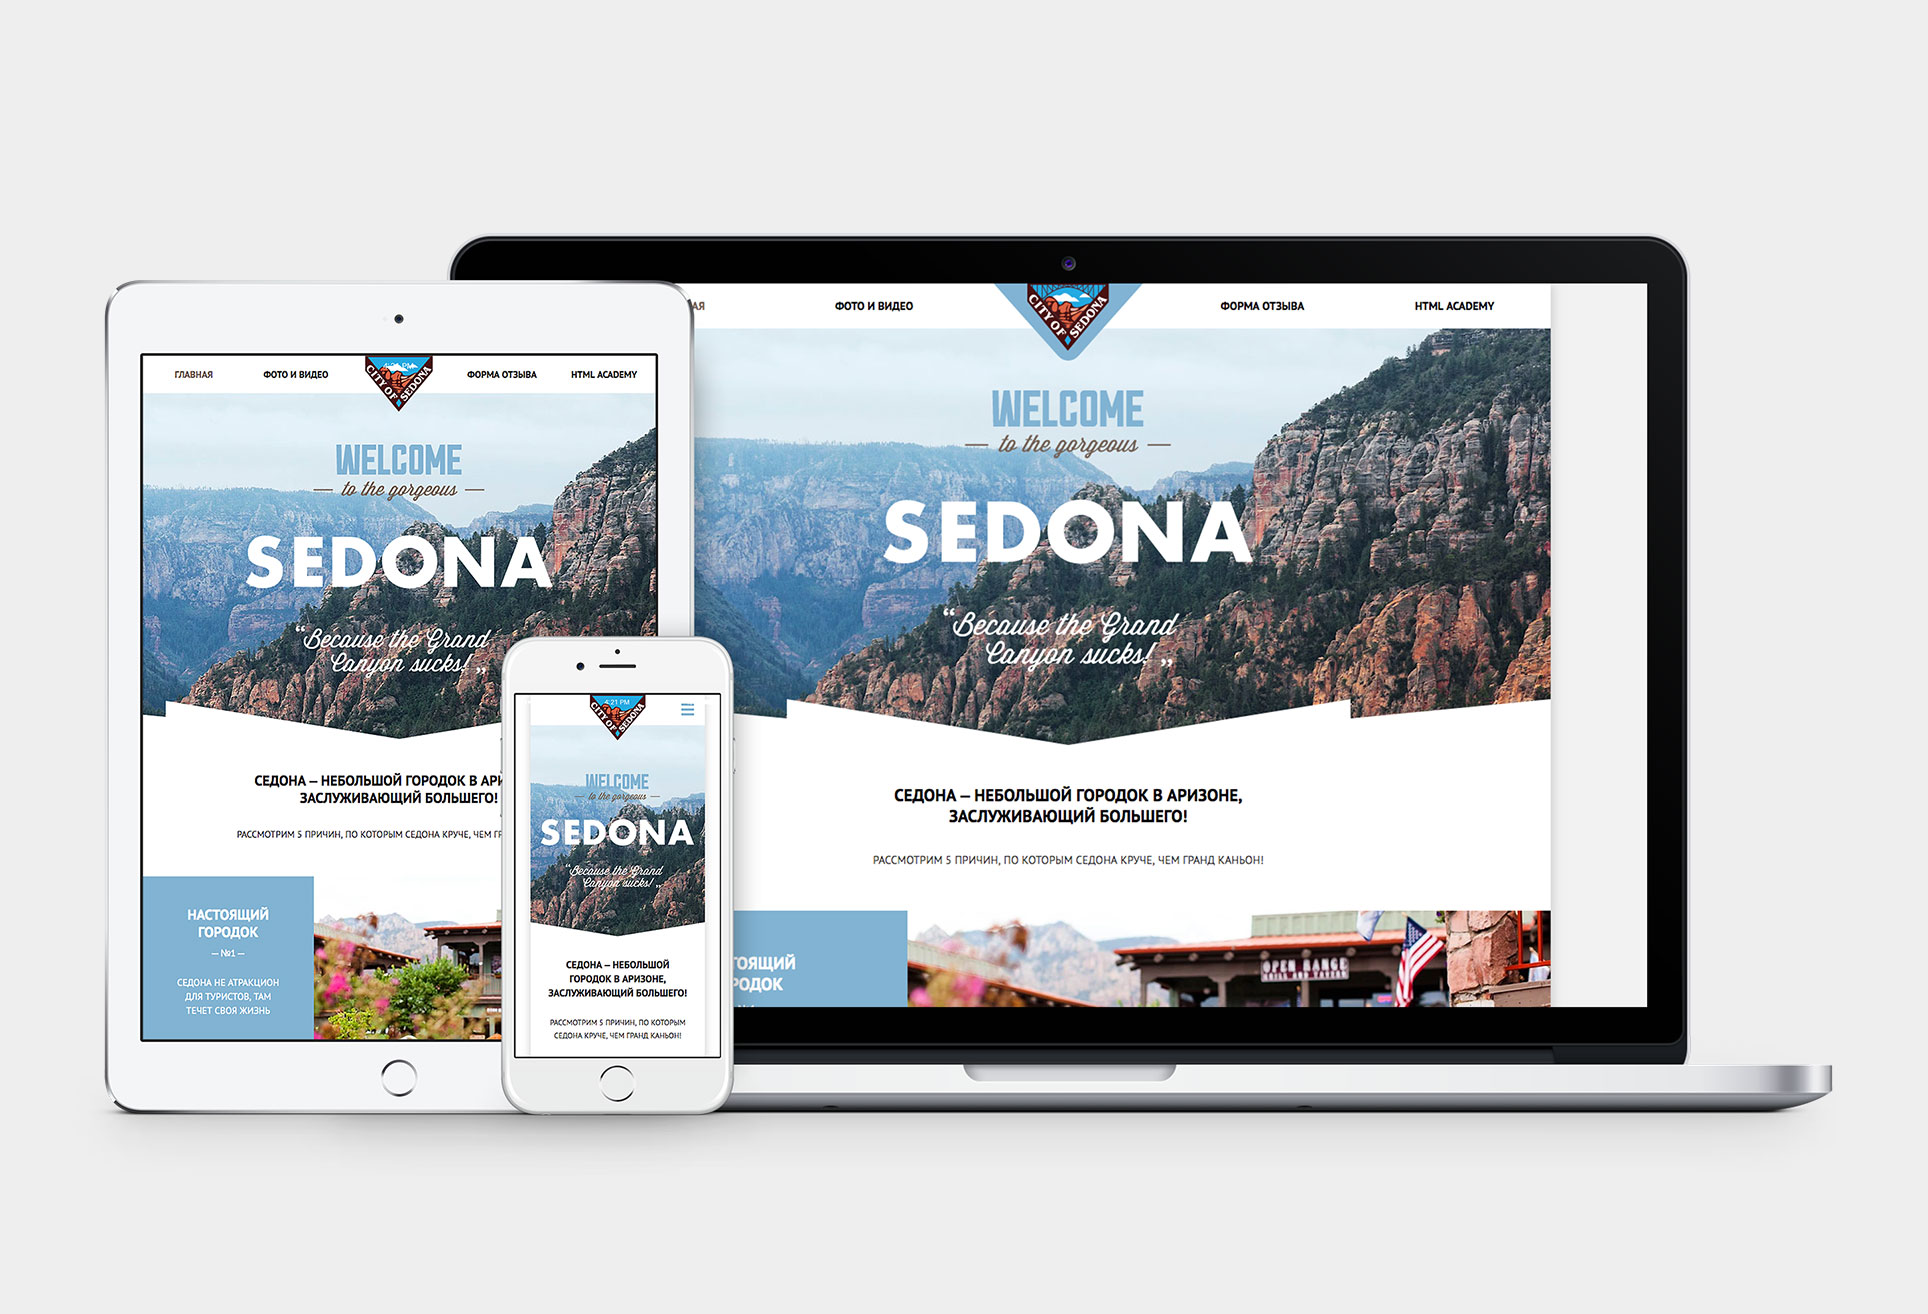 ГЛАВНАЯ
ФОТО И ВИДЕО
CITY OF SEDONA
ФОРМА ОТЗЫВА
HTML ACADEMY
WELCOME
— to the gorgeous —
SEDONA
“Because the Grand
Canyon sucks! „
СЕДОНА – НЕБОЛЬШОЙ ГОРОДОК В АРИ
ЗАСЛУЖИВАЮЩИЙ БОЛЬШЕГО!
РАССМОТРИМ 5 ПРИЧИН, ПО КОТОРЫМ СЕДОНА КРУЧЕ, ЧЕМ ГР
НАСТОЯЩИЙ
ГОРОДОК
— №1 —
СЕДОНА НЕ АТРАКЦИОН
ДЛЯ ТУРИСТОВ, ТАМ
ТЕЧЕТ СВОЯ ЖИЗНЬ
4:21 PM
CITY OF SEDONA
WELCOME
— to the gorgeous —
SEDONA
“Because the Grand
Canyon sucks! „
СЕДОНА – НЕБОЛЬШОЙ
ГОРОДОК В АРИЗОНЕ,
ЗАСЛУЖИВАЮЩИЙ БОЛЬШЕГО!
РАССМОТРИМ 5 ПРИЧИН, ПО КОТОРЫМ
СЕДОНА КРУЧЕ, ЧЕМ ГРАНД КАНЬОН!
АЯ
ФОТО И ВИДЕО
CITY OF SEDONA
ФОРМА ОТЗЫВА
HTML ACADEMY
WELCOME
— to the gorgeous —
SEDONA
“Because the Grand
Canyon sucks! „
СЕДОНА – НЕБОЛЬШОЙ ГОРОДОК В АРИЗОНЕ,
ЗАСЛУЖИВАЮЩИЙ БОЛЬШЕГО!
РАССМОТРИМ 5 ПРИЧИН, ПО КОТОРЫМ СЕДОНА КРУЧЕ, ЧЕМ ГРАНД КАНЬОН!
ТОЯЩИЙ
РОДОК
OPEN RANGE